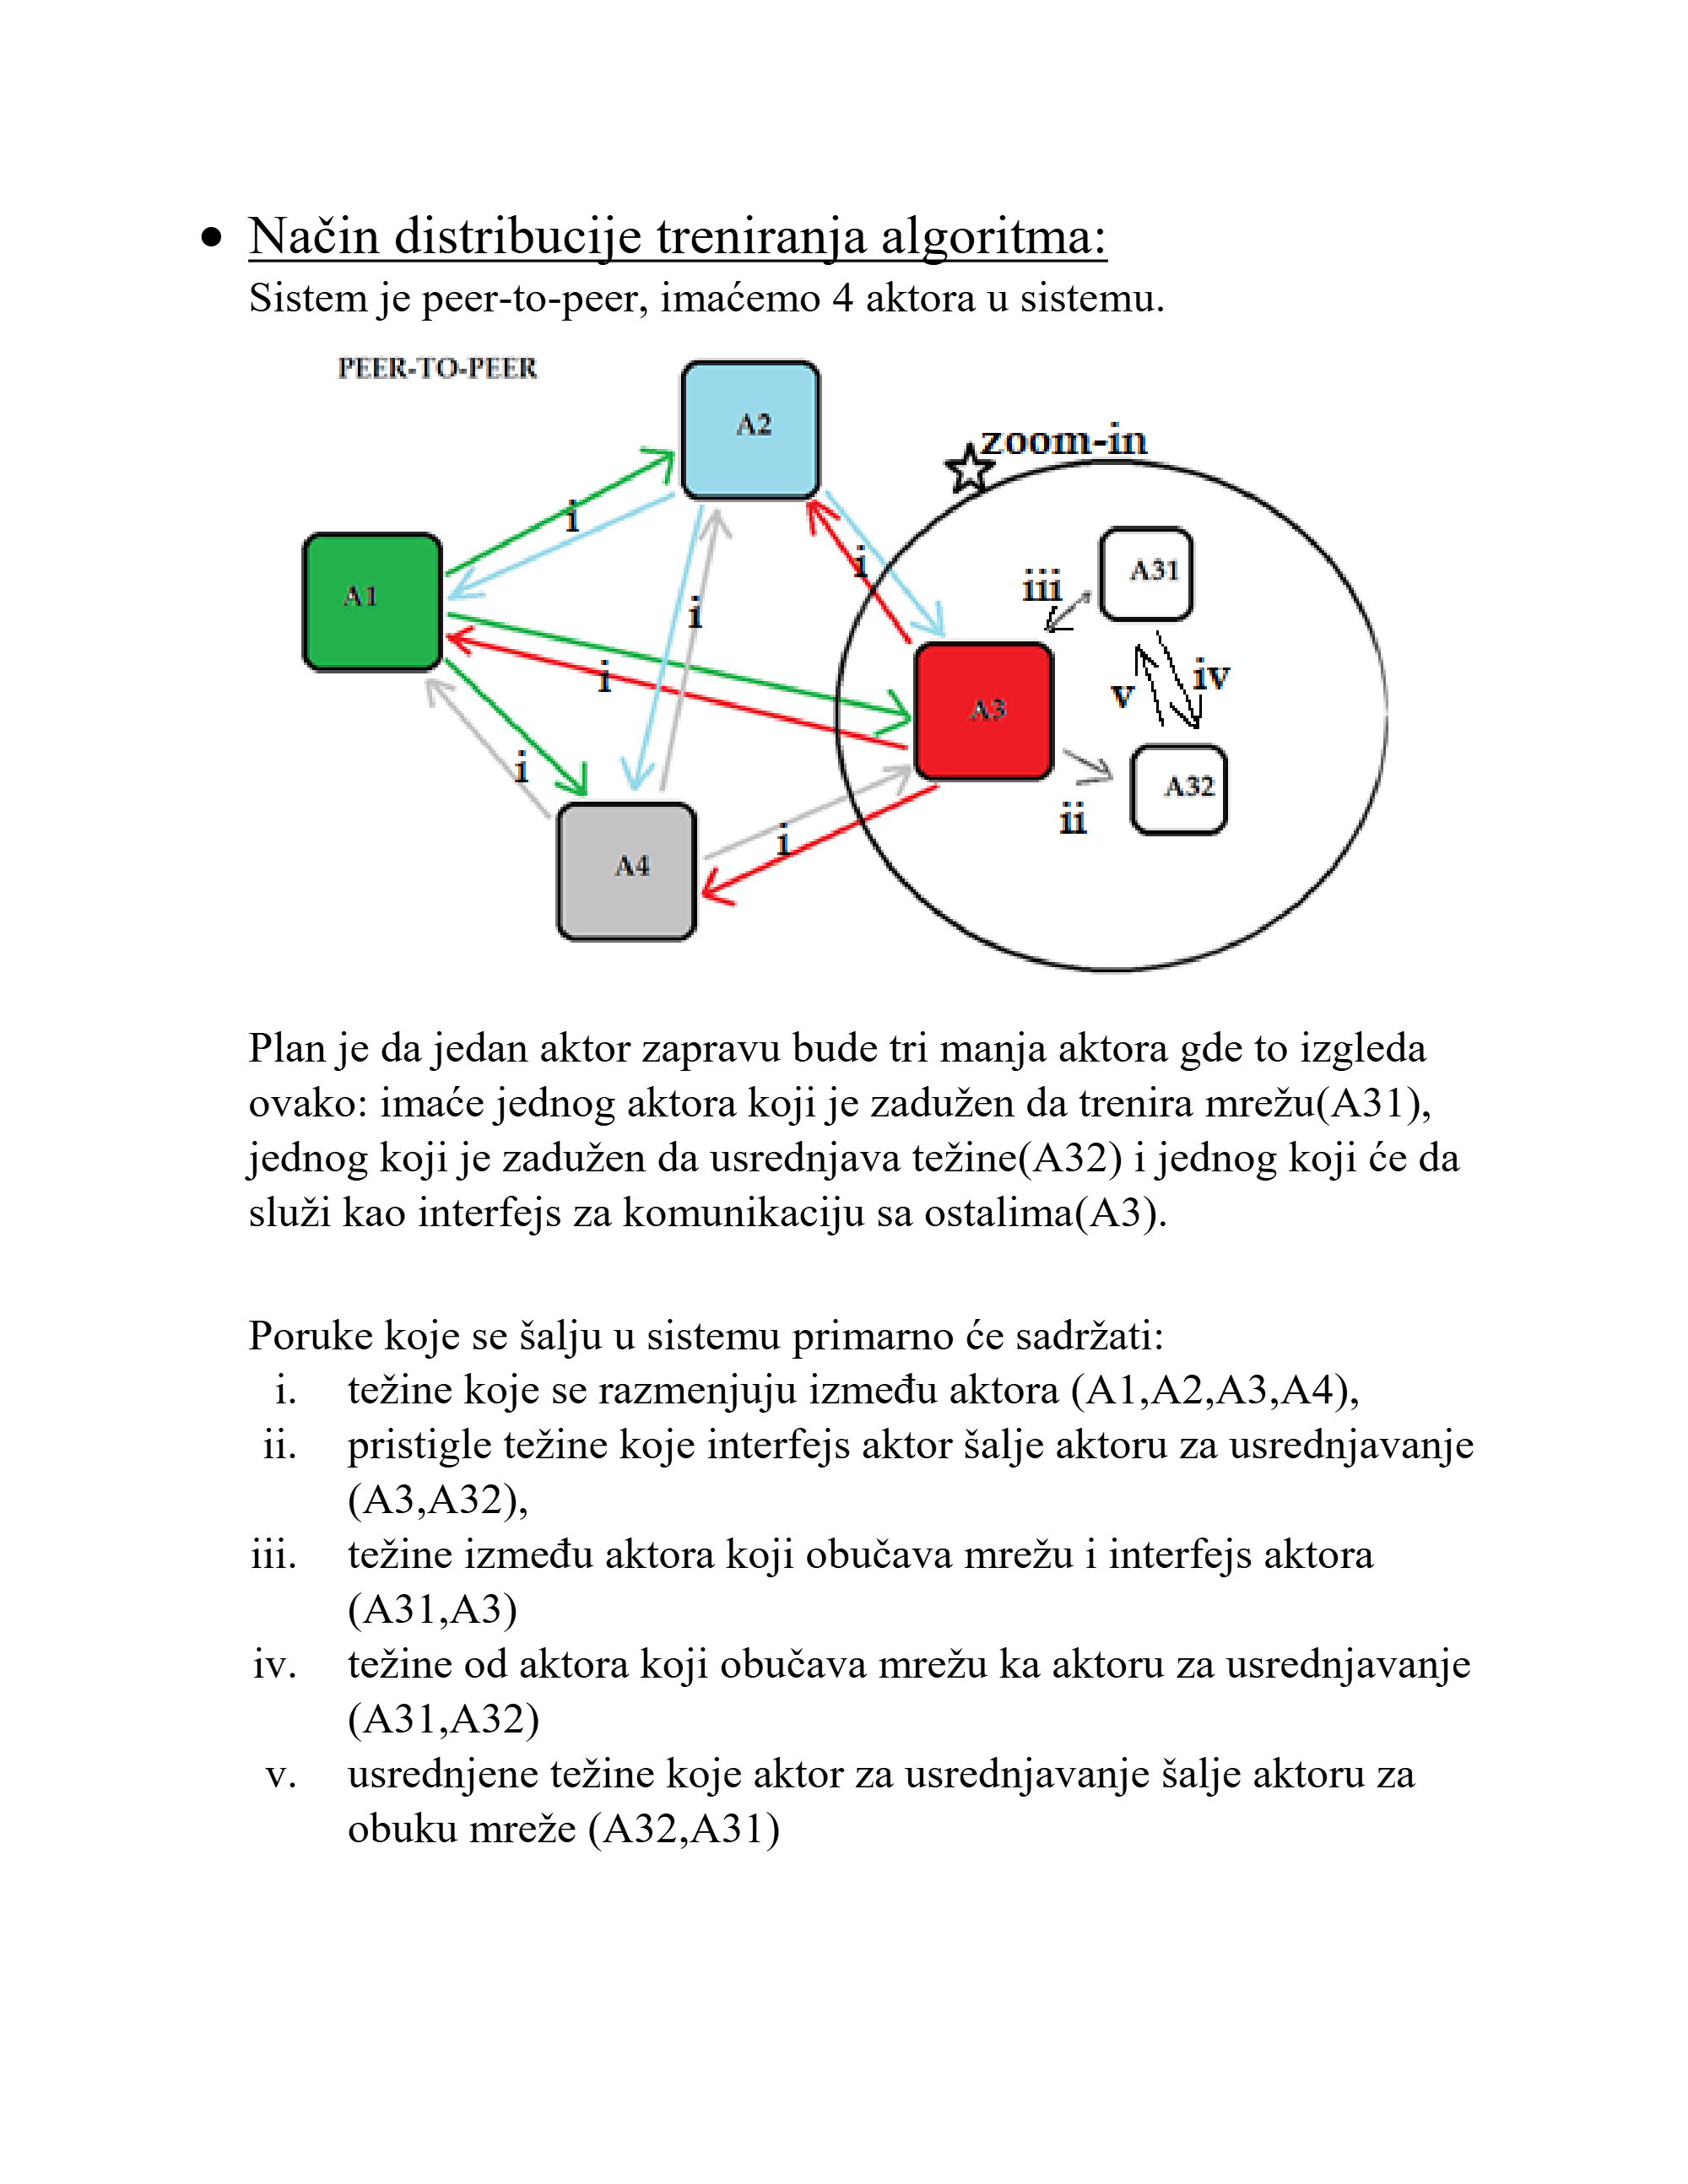 • Način distribucije treniranja algoritma:
Sistem je peer-to-peer, imaćemo 4 aktora u sistemu.
PEER-TO-PEER
A2
zoom-in
i
A1
i
i
iii
A31
i
v
iv
A3
i
A32
ii
i
A4
Plan je da jedan aktor zapravu bude tri manja aktora gde to izgleda
ovako: imaće jednog aktora koji je zadužen da trenira mrežu(A31),
jednog koji je zadužen da usrednjava težine(A32) i jednog koji će da
služi kao interfejs za komunikaciju sa ostalima(A3).
Poruke koje se šalju u sistemu primarno će sadržati:
i. težine koje se razmenjuju između aktora (A1,A2,A3,A4),
ii. pristigle težine koje interfejs aktor šalje aktoru za usrednjavanje
(A3,A32),
iii. težine između aktora koji obučava mrežu i interfejs aktora
(A31,A3)
iv. težine od aktora koji obučava mrežu ka aktoru za usrednjavanje
(A31,A32)
v. usrednjene težine koje aktor za usrednjavanje šalje aktoru za
obuku mreže (A32,A31)